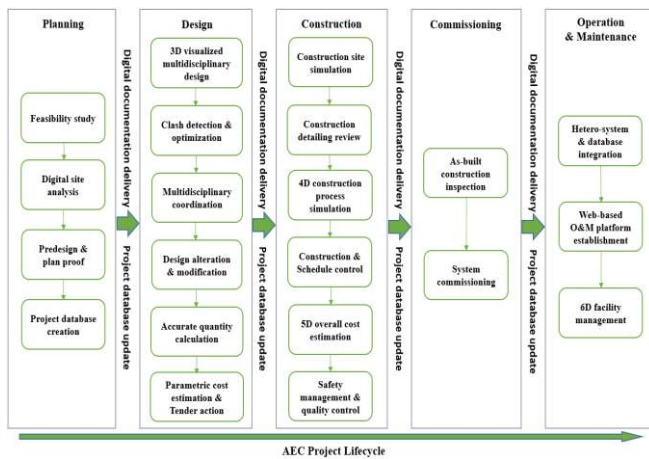 Planning
Feasibility study
Digital site
analysis
Predesign &
plan proof
Project database
creation
Digital documentation delivery
Project database update
Design
3D visualized
multidisciplinary
design
Clash detection &
optimization
Multidisciplinary
coordination
Design alteration
& modification
Accurate quantity
calculation
Parametric cost
estimation &
Tender action
Digital documentation delivery
Project database update
Construction
Construction site
simulation
Construction
detailing review
4D construction
process
simulation
Construction
& Schedule control
5D overall cost
estimation
Safety
management &
quality control
Digital documentation delivery
Project database update
Commissioning
As-built
construction
inspection
System
commissioning
Digital documentation delivery
Project database update
Operation
& Maintenance
Hetero-system
& database
integration
Web-based
O&M platform
establishment
6D facility
management
AEC Project Lifecycle